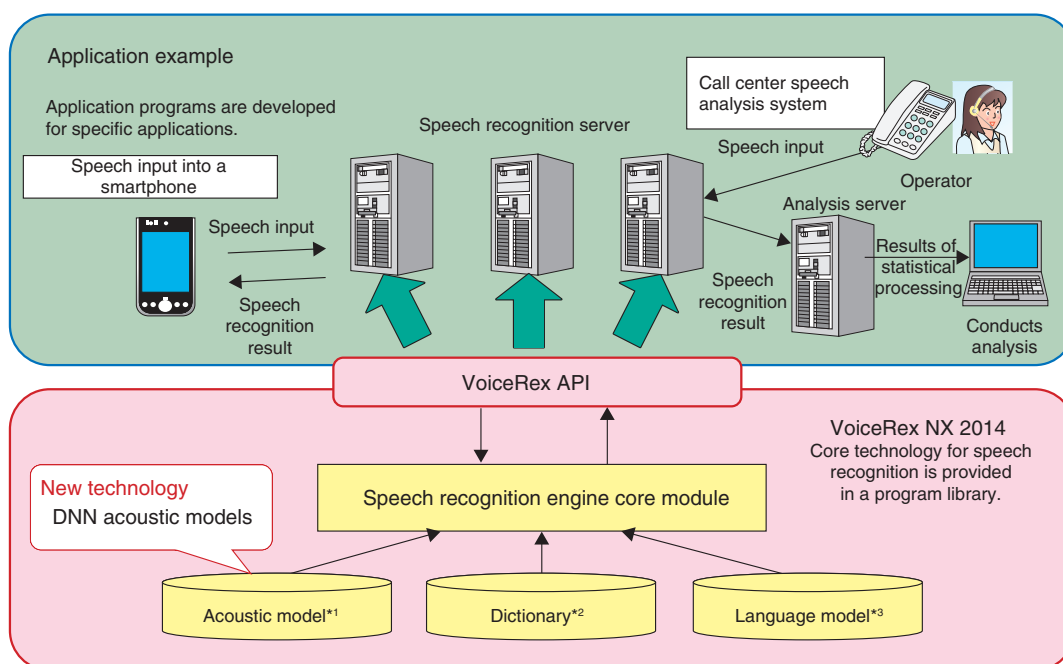 Application example
Application programs are developed
for specific applications.
Speech input into a
smartphone
Speech input
Speech
recognition
result
Speech recognition server
Call center speech
analysis system
Speech input
Operator
Analysis server
Speech
recognition
result
Results of
statistical
processing
Conducts
analysis
VoiceRex API
VoiceRex NX 2014
Core technology for speech
recognition is provided
in a program library.
New technology
DNN acoustic models
Speech recognition engine core module
Acoustic model*1
Dictionary*2
Language model*3